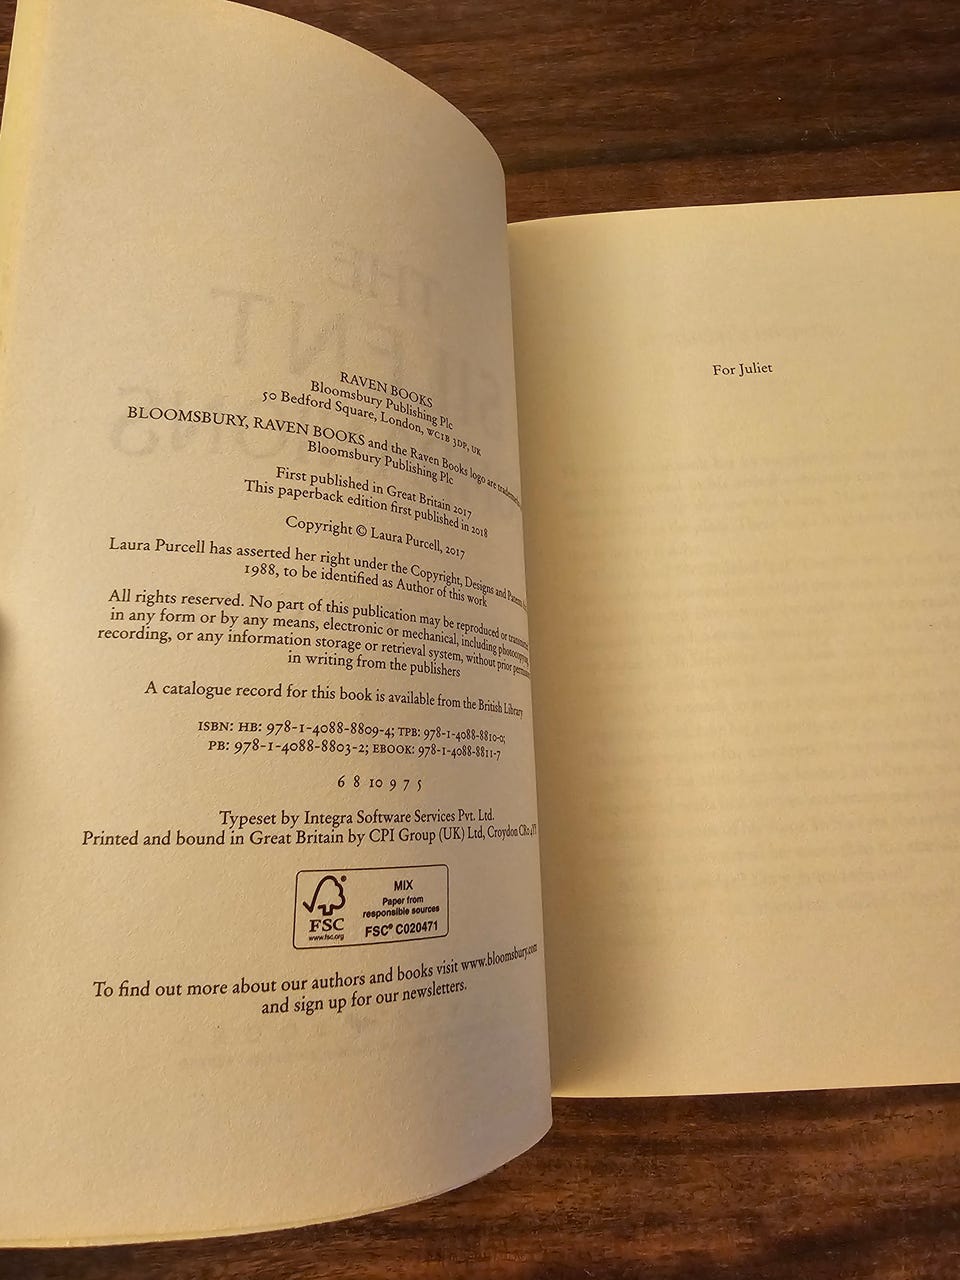 RAVEN BOOKS
Bloomsbury Publishing Plc
50 Bedford Square, London, WC1B 3DP, UK
BLOOMSBURY, RAVEN BOOKS and the Raven Books logo are
Bloomsbury Publishing Plc
First published in Great Britain 2017
This paperback edition first published in 2018
Copyright © Laura Purcell, 2017
Laura Purcell has asserted her right under the Copyright, Designs and Patents
1988, to be identified as Author of this work
All rights reserved. No part of this publication may be reproduced or
in any form or by any means, electronic or mechanical, including photocopying,
recording, or any information storage or retrieval system, without prior
in writing from the publishers
A catalogue record for this book is available from the British Library
ISBN: HB: 978-1-4088-8809-4; TPB: 978-1-4088-8810-0;
PB: 978-1-4088-8803-2; EBOOK: 978-1-4088-8811-7
6 8 10 9 7 5
Typeset by Integra Software Services Pvt. Ltd.
Printed and bound in Great Britain by CPI Group (UK) Ltd, Croydon
FSC
www.fsc.org
MIX
Paper from
responsible sources
FSC® C020471
To find out more about our authors and books visit www.bloomsbury.com
and sign up for our newsletters.
For Juliet